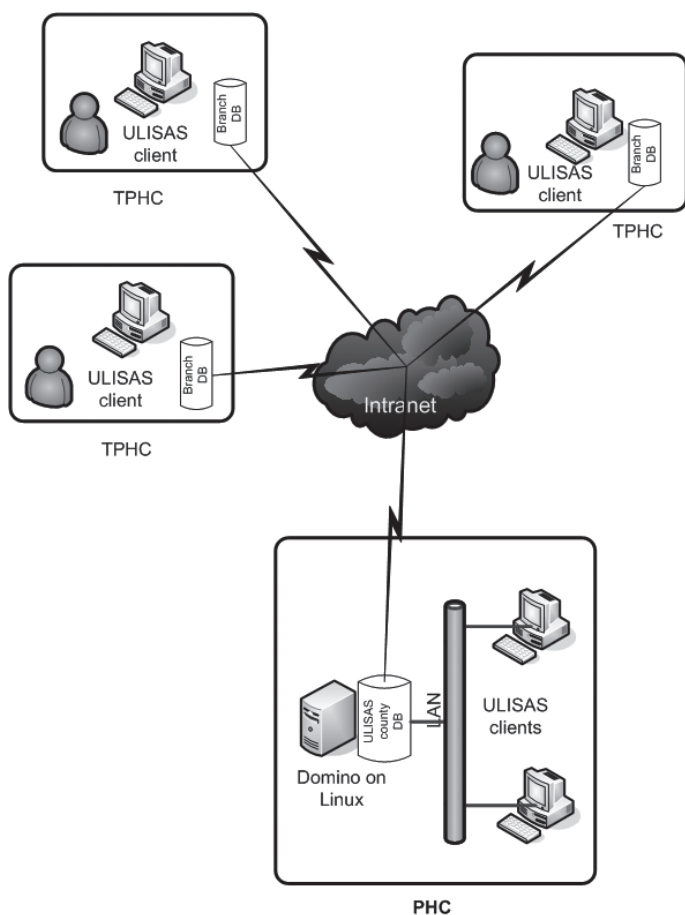 ULISAS
client
Branch
DB
TPHC
ULISAS
client
Branch
DB
TPHC
ULISAS
client
Branch
DB
TPHC
Intranet
Domino on
Linux
ULISAS
county
DB
LAN
ULISAS
clients
PHC